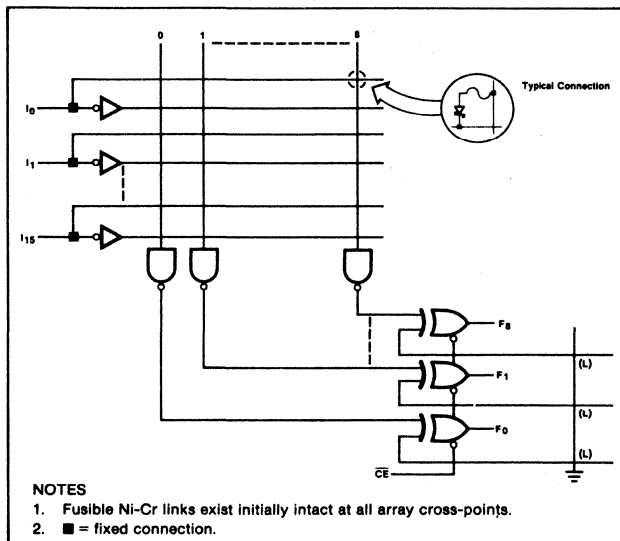 0 1 8
Typical Connection
I0
I1
I15
F8
(L)
F1
(L)
F0
(L)
CE
NOTES
1. Fusible Ni-Cr links exist initially intact at all array cross-points.
2. ■ = fixed connection.